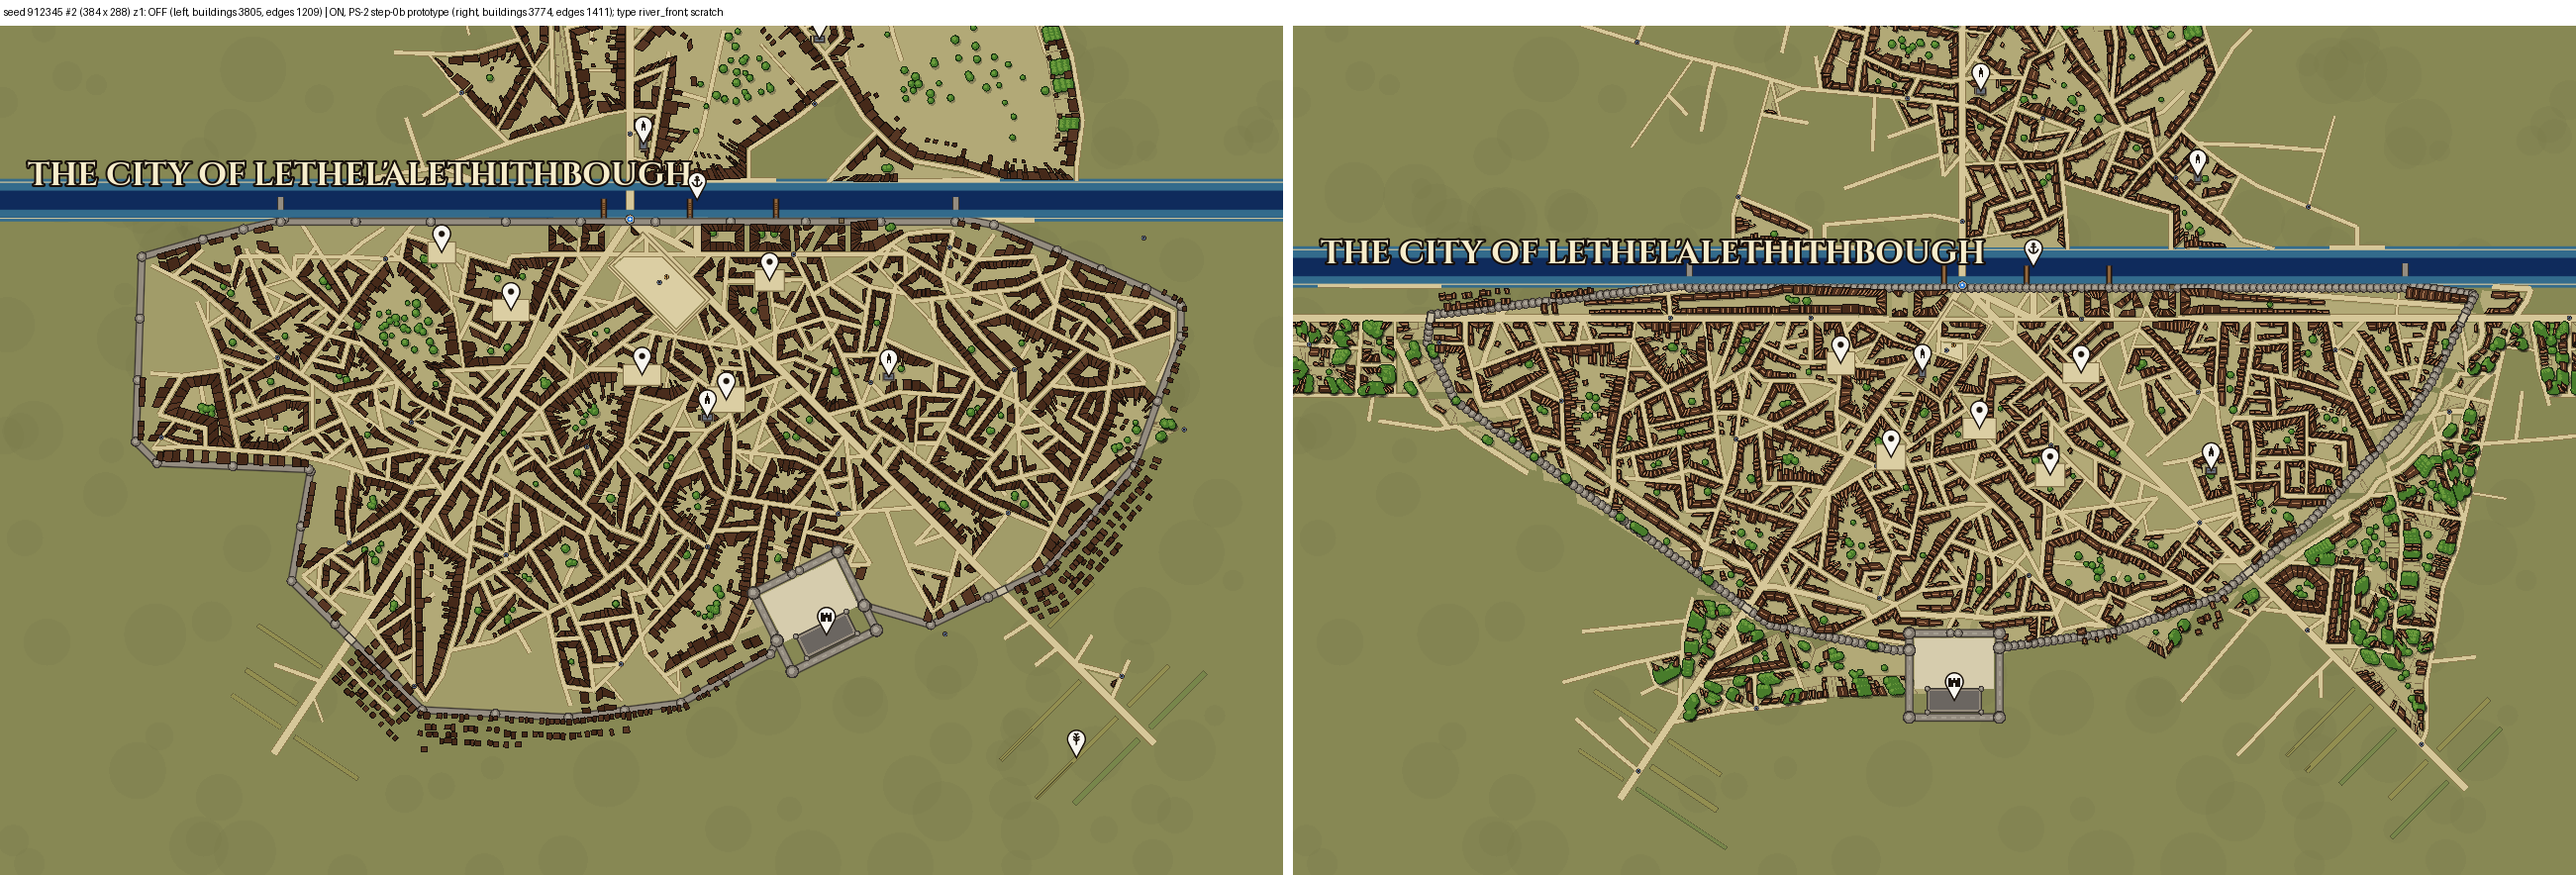 seed 912345 #2 (384 x 288) z1: OFF (left, buildings 3805, edges 1209) | ON, PS-2 step-0b prototype (right, buildings 3774, edges 1411); type river_front; scratch
THE CITY OF LETHEL'ALETHITHBOUGH
THE CITY OF LETHEL'ALETHITHBOUGH